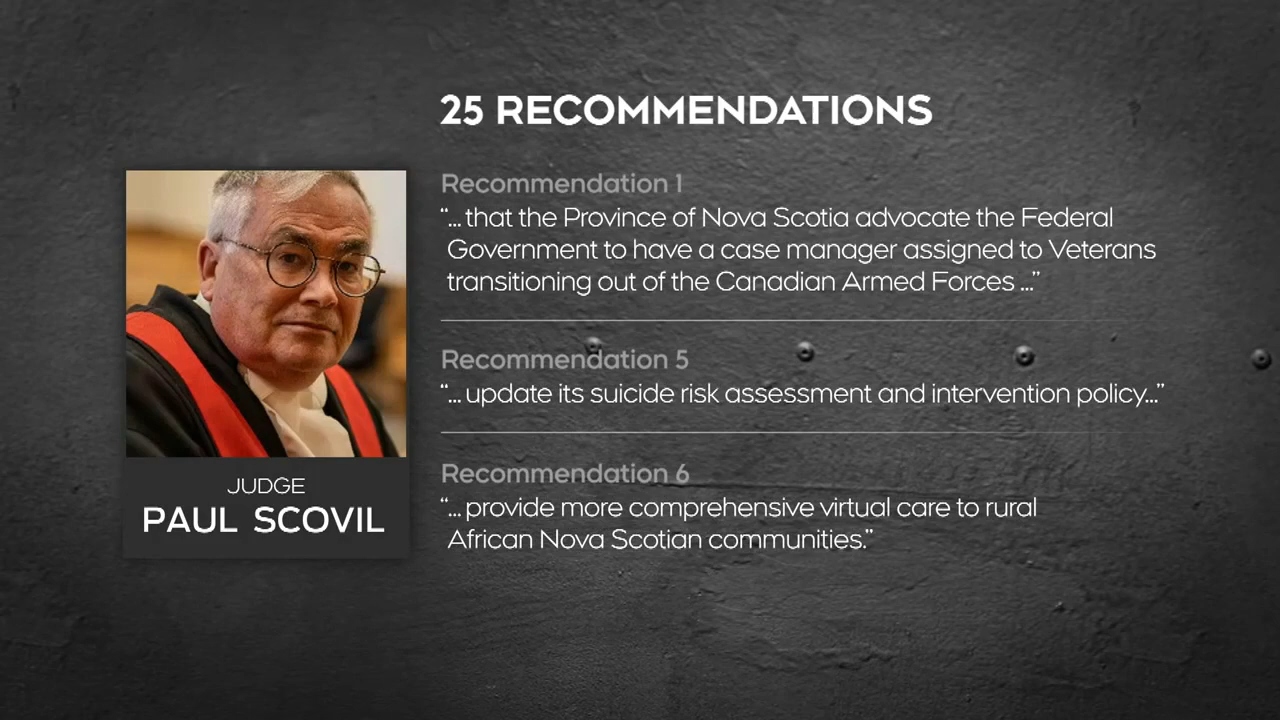 25 RECOMMENDATIONS
Recommendation 1
“... that the Province of Nova Scotia advocate the Federal
Government to have a case manager assigned to Veterans
transitioning out of the Canadian Armed Forces ...”
Recommendation 5
“... update its suicide risk assessment and intervention policy...”
Recommendation 6
“... provide more comprehensive virtual care to rural
African Nova Scotian communities.”
JUDGE
PAUL SCOVIL